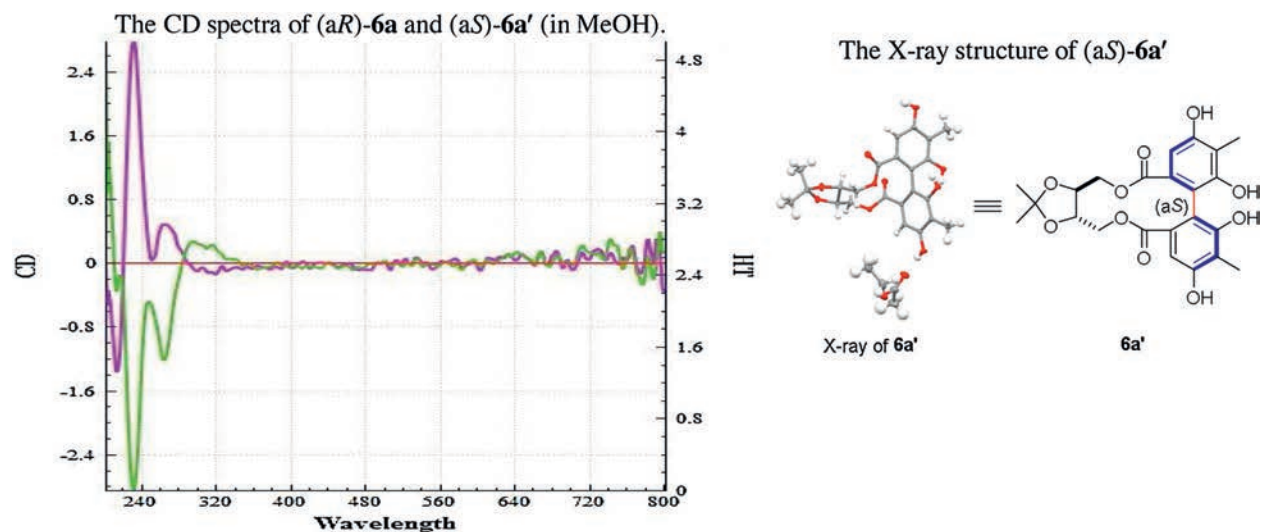 The CD spectra of (aR)-6a and (aS)-6a′ (in MeOH).
The X-ray structure of (aS)-6a′
CD
2.4
1.6
0.8
0
-0.8
-1.6
-2.4
240
320
400
480
560
640
720
800
Wavelength
4.8
4
3.2
2.4
1.6
0.8
0
HT
OH
O
O
O
(aS)
OH
OH
O
O
O
OH
X-ray of 6a'
6a'